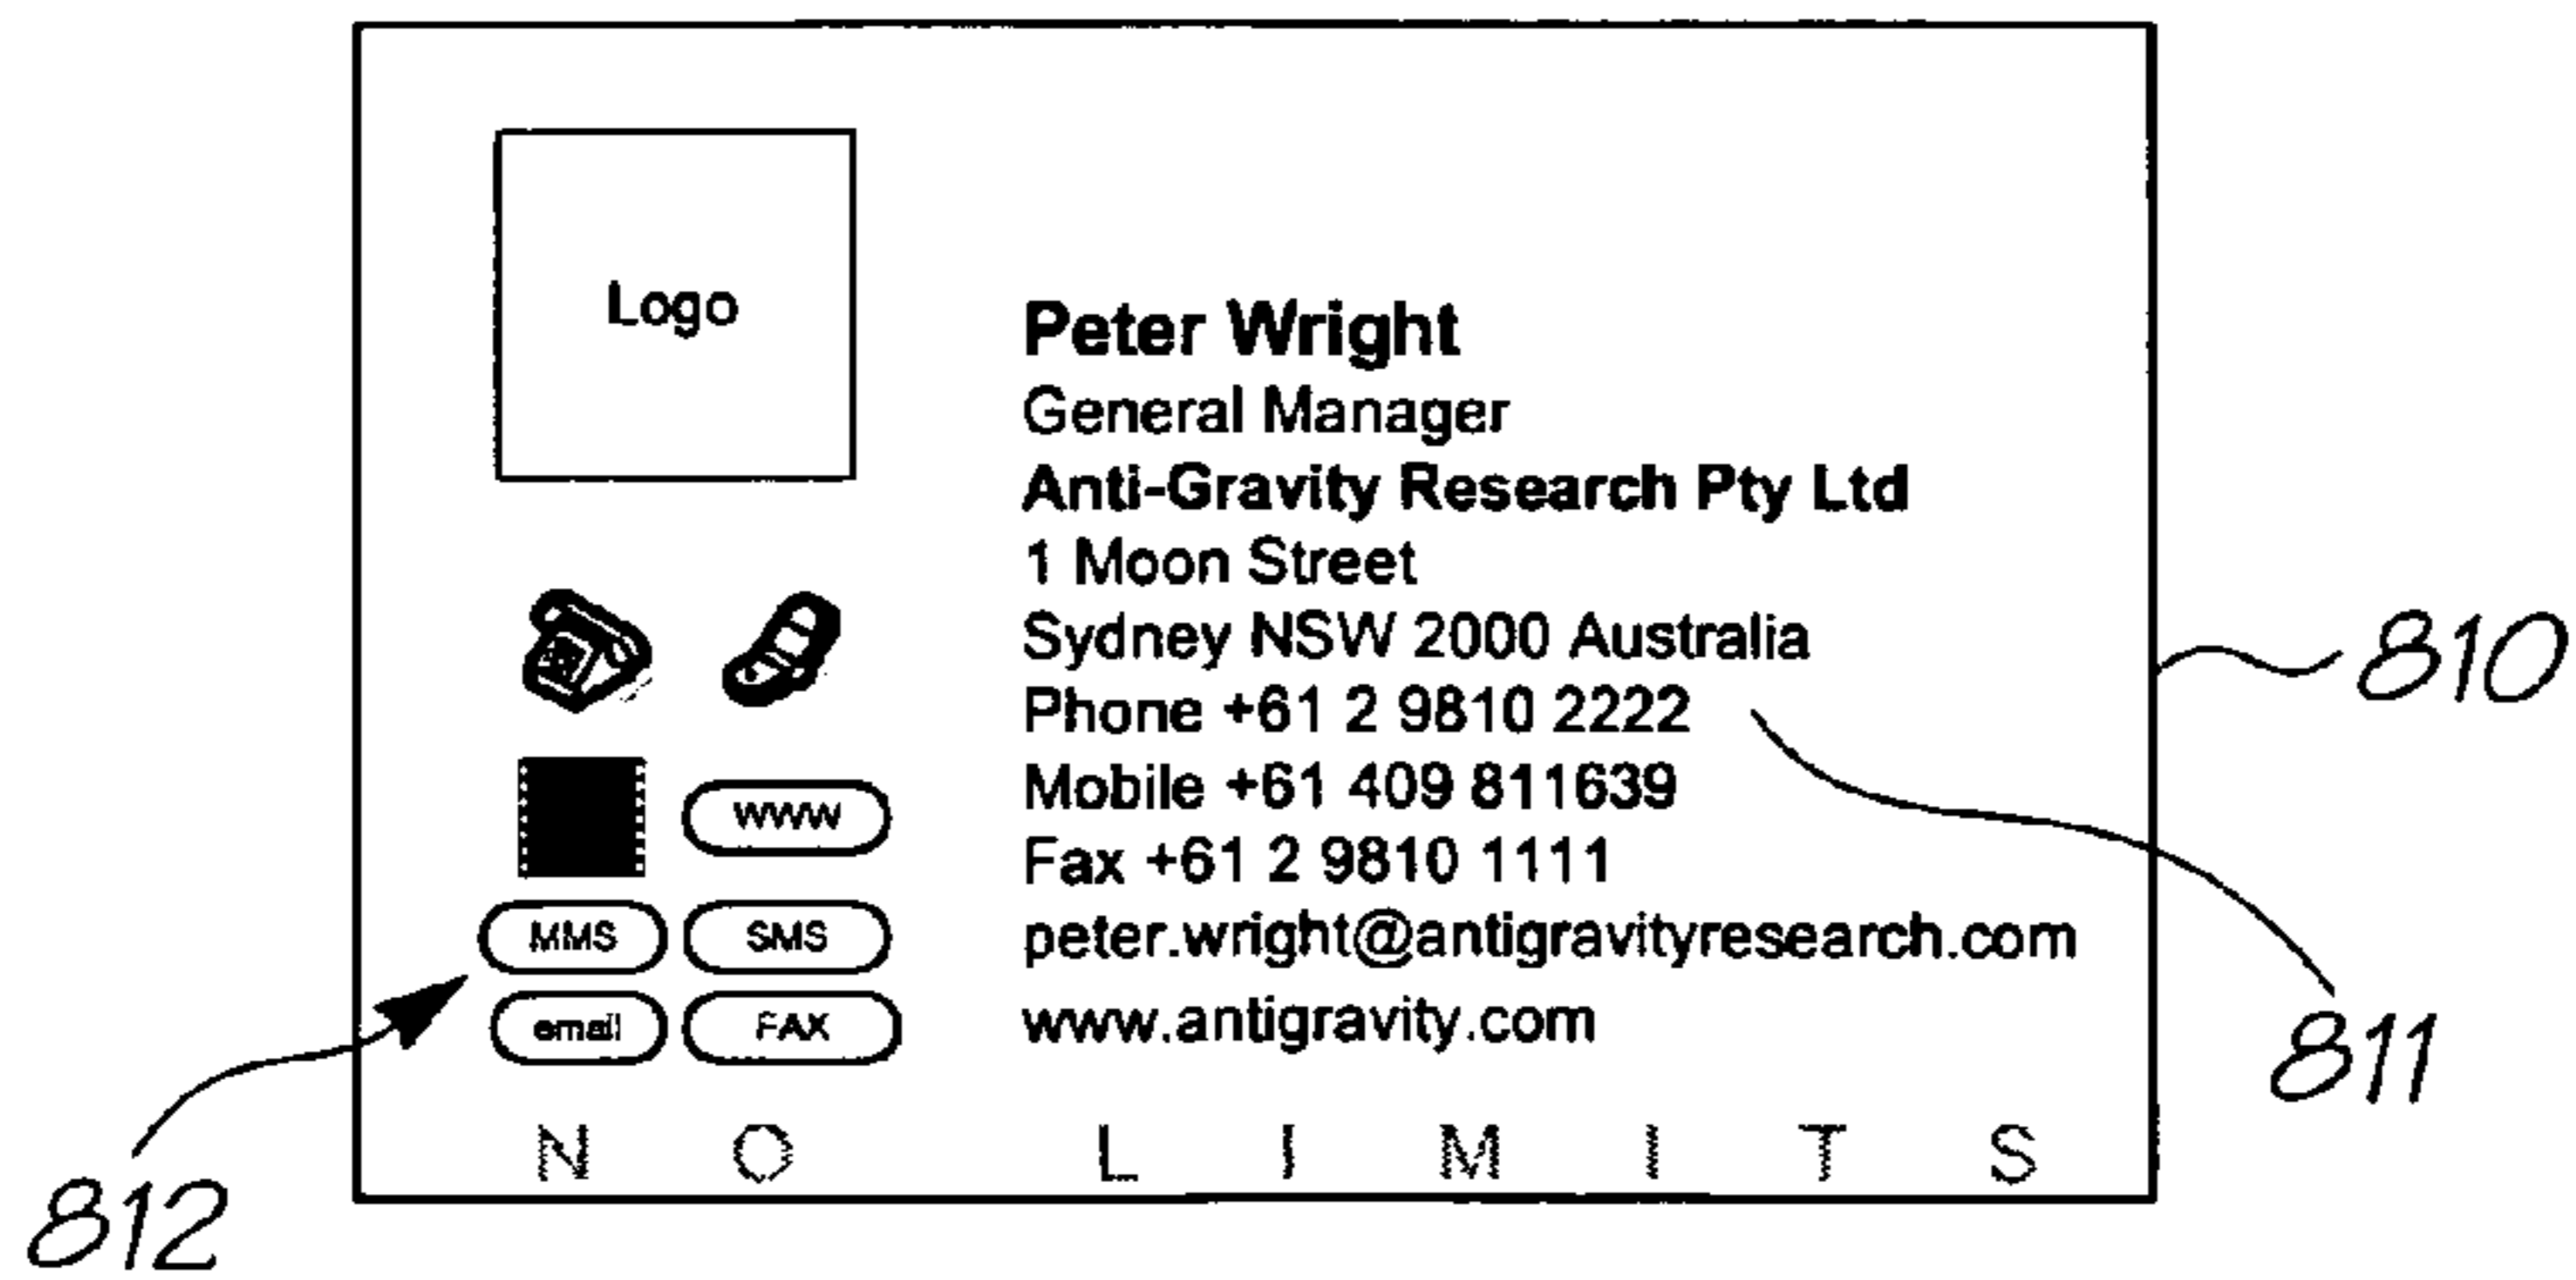 Logo
Peter Wright
General Manager
Anti-Gravity Research Pty Ltd
1 Moon Street
Sydney NSW 2000 Australia
Phone +61 2 9810 2222
Mobile +61 409 811639
Fax +61 2 9810 1111
peter.wright@antigravityresearch.com
www.antigravity.com
WWW
MMS SMS
email FAX
NO LIMITS
810
811
812